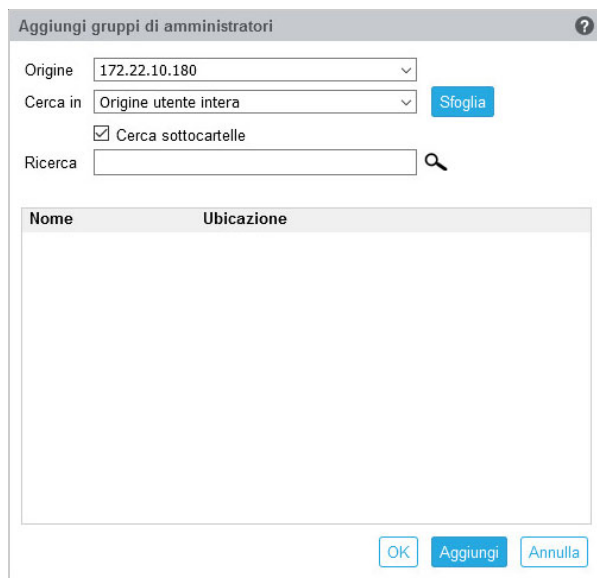 Aggiungi gruppi di amministratori ?
Origine 172.22.10.180
Cerca in Origine utente intera Sfoglia
Cerca sottocartelle
Ricerca
Nome Ubicazione
OK Aggiungi Annulla